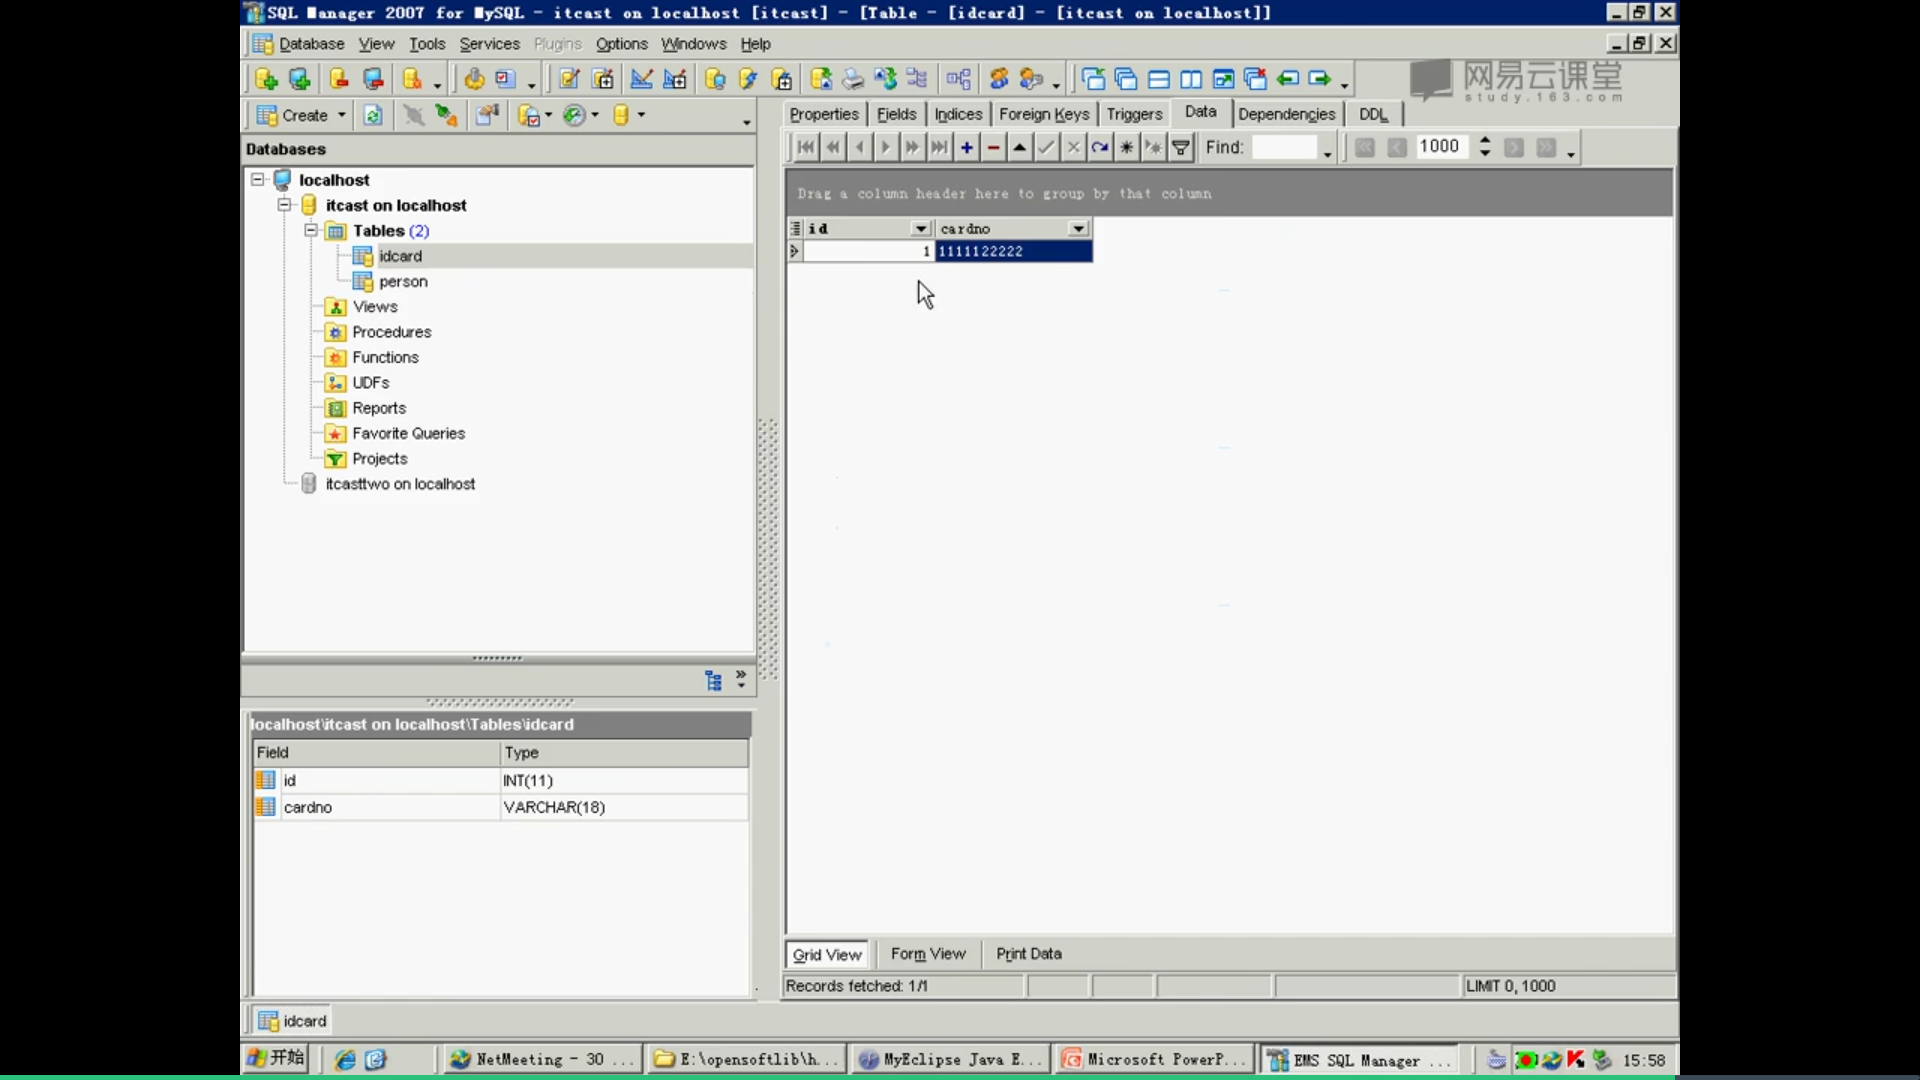 SQL Manager 2007 for MySQL - itcast on localhost [itcast] - [Table - [idcard] - [itcast on localhost]]
Database View Tools Services Plugins Options Windows Help
网易云课堂
study.163.com
Create
Properties Fields Indices Foreign Keys Triggers Data Dependencies DDL
Databases
Find: 1000
localhost
itcast on localhost
Tables (2)
idcard
person
Views
Procedures
Functions
UDFs
Reports
Favorite Queries
Projects
itcasttwo on localhost
Drag a column header here to group by that column
id cardno
1 1111122222
localhost\itcast on localhost\Tables\idcard
Field Type
id INT(11)
cardno VARCHAR(18)
Grid View Form View Print Data
Records fetched: 1/1 LIMIT 0, 1000
idcard
开始 NetMeeting - 30 ... E:\opensoftlib\h... MyEclipse Java E... Microsoft PowerP... EMS SQL Manager ... 15:58